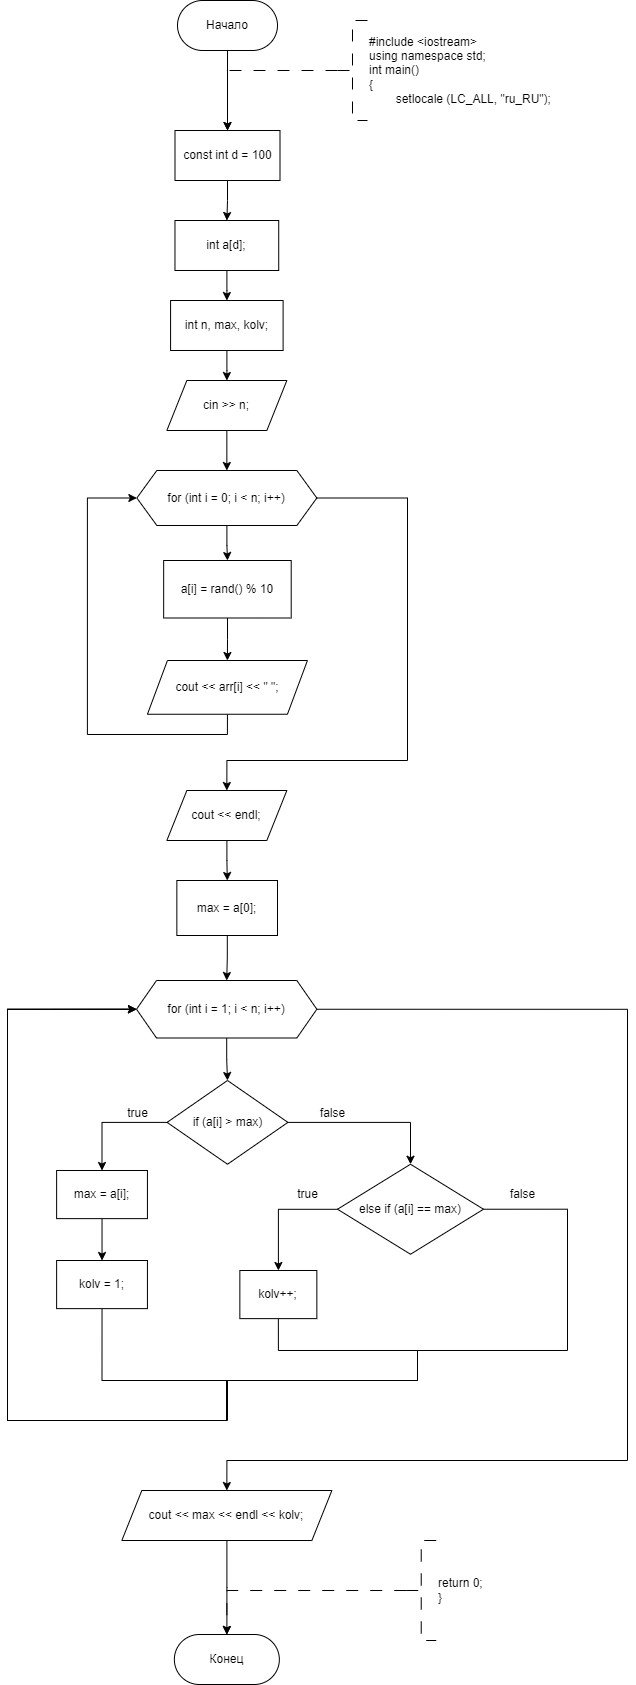 Начало
#include <iostream>
using namespace std;
int main()
{
setlocale (LC_ALL, "ru_RU");
const int d = 100
int a[d];
int n, max, kolv;
cin >> n;
for (int i = 0; i < n; i++)
a[i] = rand() % 10
cout << arr[i] << " ";
cout << endl;
max = a[0];
for (int i = 1; i < n; i++)
if (a[i] > max)
true
false
max = a[i];
kolv = 1;
else if (a[i] == max)
true
false
kolv++;
cout << max << endl << kolv;
return 0;
}
Конец